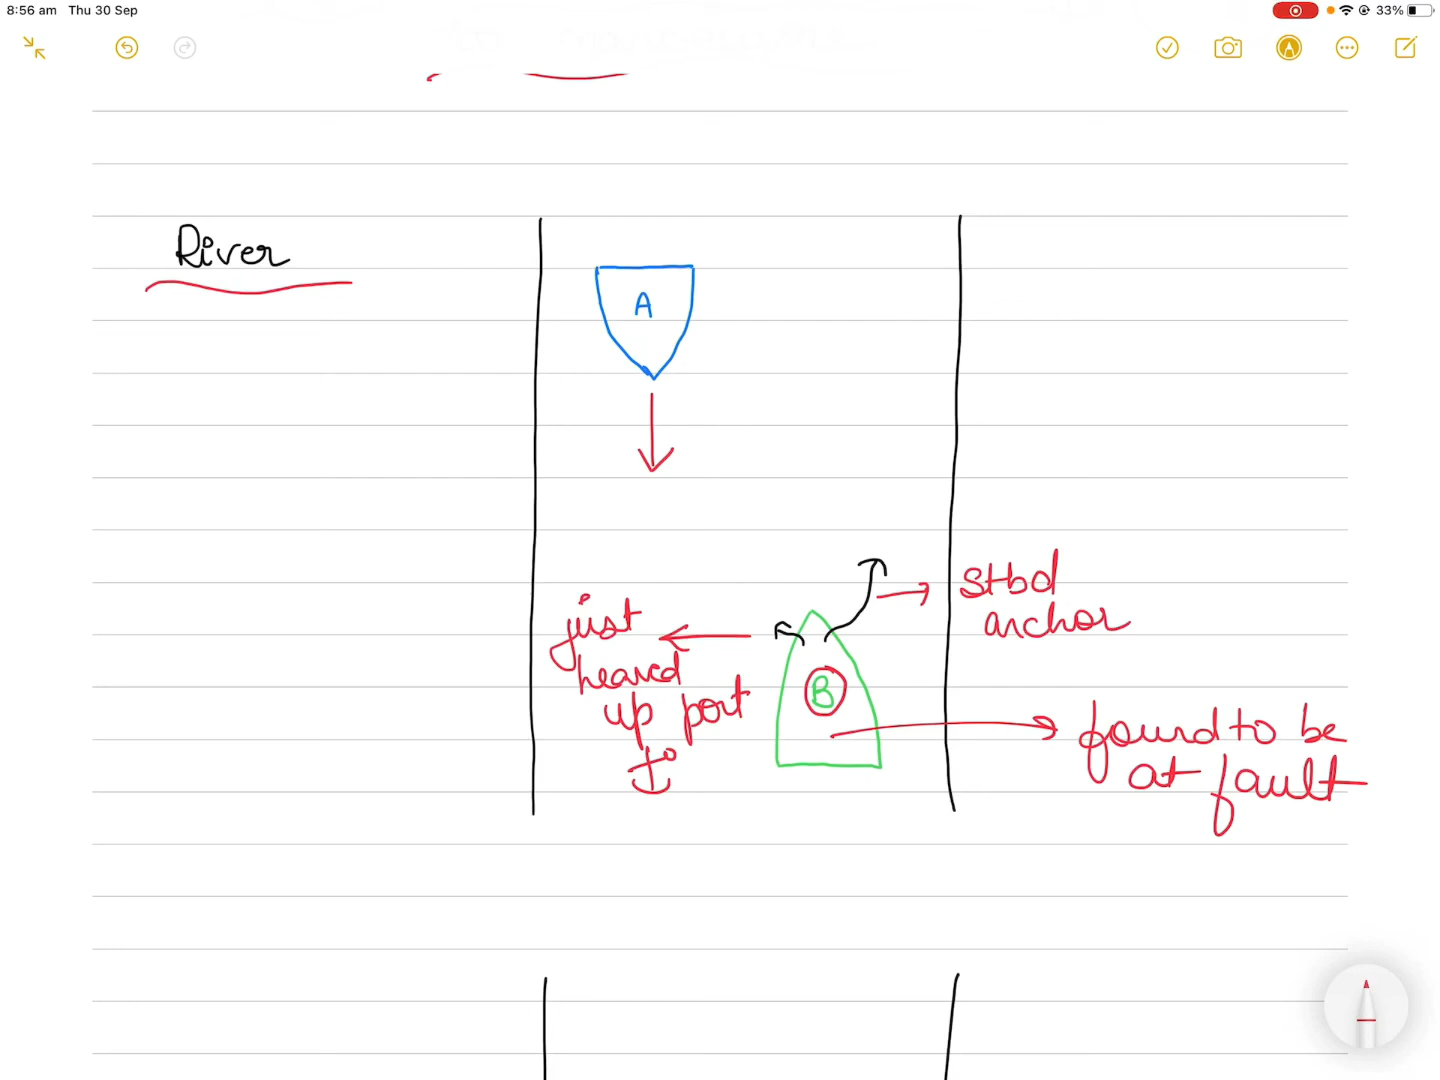 8:56 am Thu 30 Sep
33%
River
A
stbd
anchor
just
heaved
up port
B
found to be
at fault